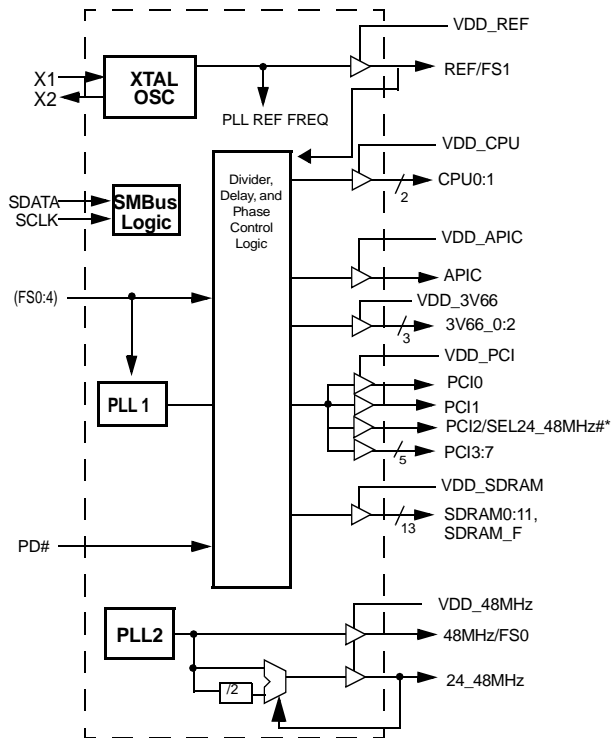 VDD_REF
X1
X2
XTAL
OSC
REF/FS1
PLL REF FREQ
VDD_CPU
Divider,
Delay, and
Phase
Control
Logic
CPU0:1
2
SDATA
SCLK
SMBus
Logic
VDD_APIC
APIC
(FS0:4)
VDD_3V66
3V66_0:2
3
VDD_PCI
PCI0
PLL 1
PCI1
PCI2/SEL24_48MHz#*
PCI3:7
5
VDD_SDRAM
SDRAM0:11,
SDRAM_F
13
PD#
VDD_48MHz
PLL2
48MHz/FS0
/2
24_48MHz